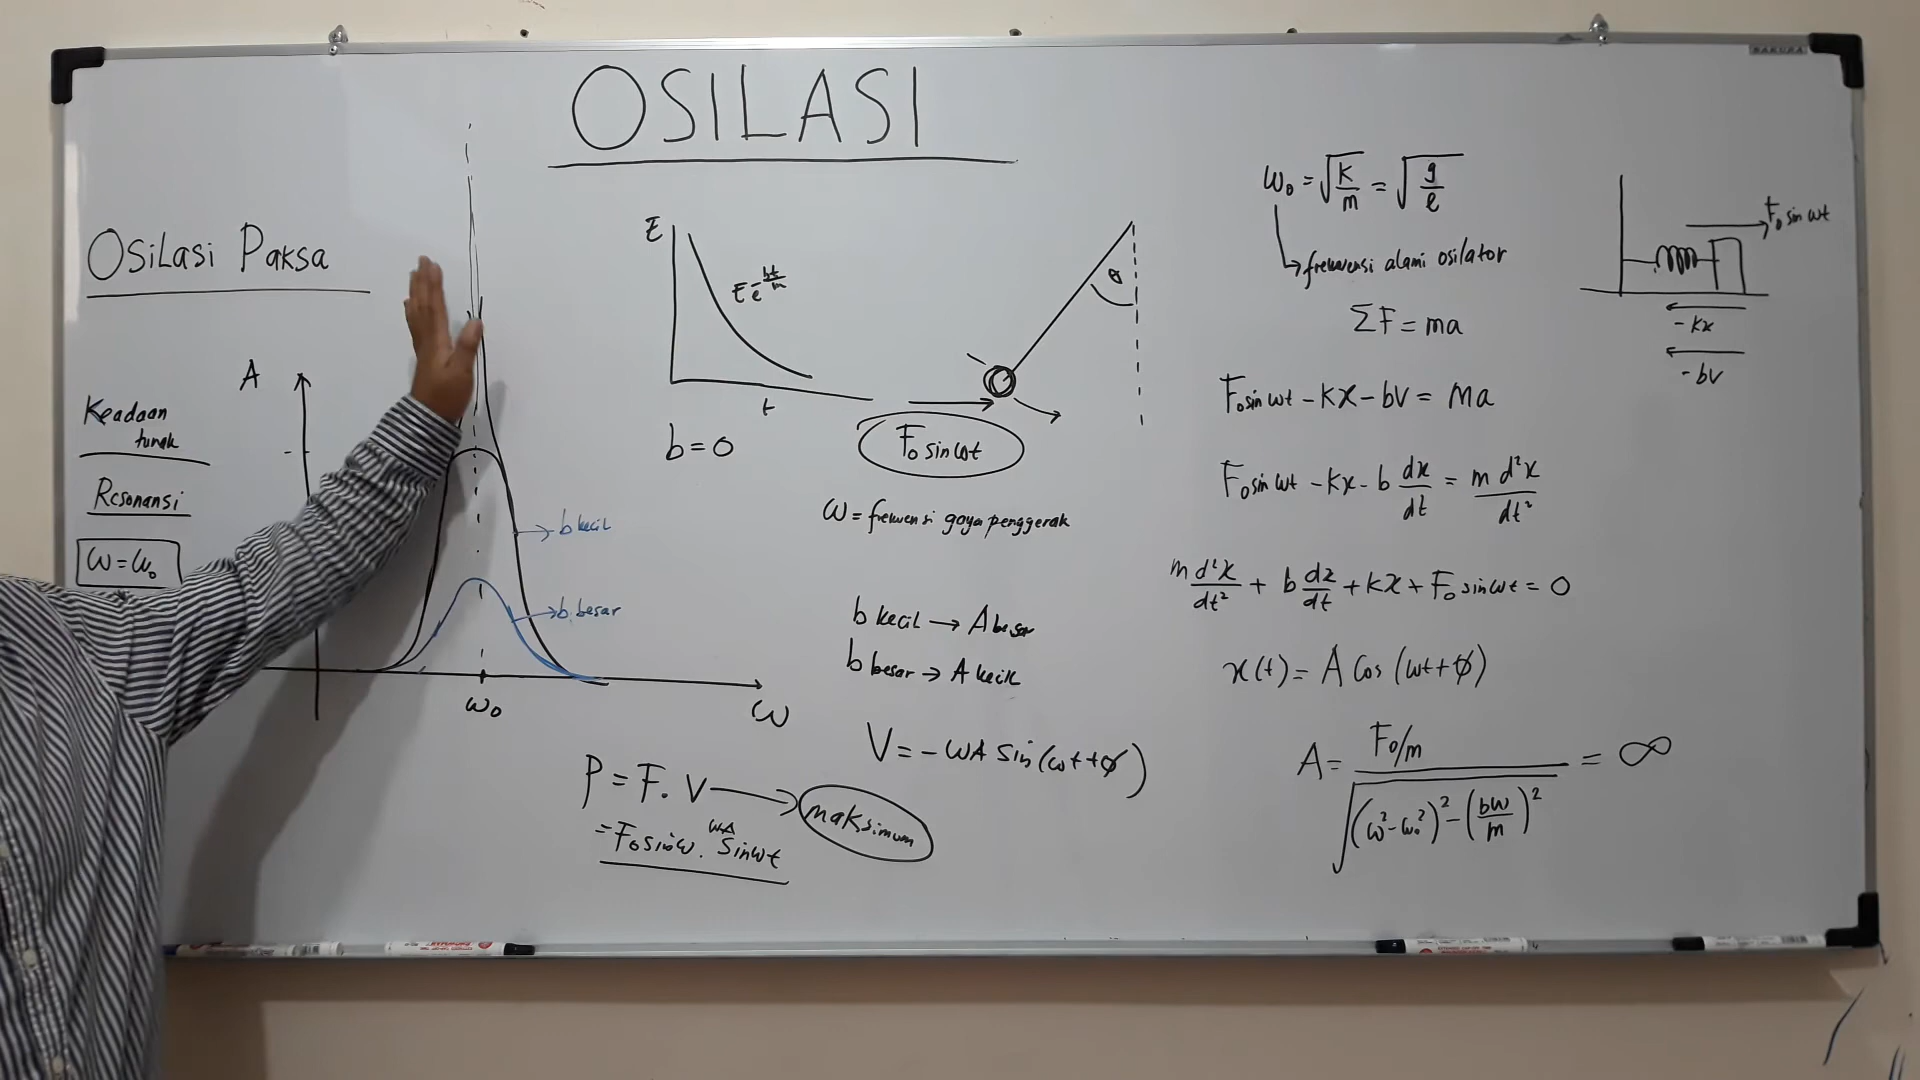 OSILASI
Osilasi Paksa
A
Keadaan
tunak
Resonansi
ω = ω₀
b kecil
b besar
ω₀
ω
E
E e^(-bt/m)
t
b = 0
θ
F₀ sin ωt
ω = frekuensi gaya penggerak
b kecil → A besar
b besar → A kecil
V = -ωA sin(ωt+ϕ)
P = F. V → maksimum
= F₀ sin ω. ωA sin ωt
ω₀ = √(k/m) = √(g/ℓ)
frekuensi alami osilator
ΣF = ma
F₀ sin ωt - kx - bV = ma
F₀ sin ωt - kx - b dx/dt = m d²x/dt²
m d²x/dt² + b dx/dt + kx + F₀ sin ωt = 0
x(t) = A cos (ωt+ϕ)
A = (F₀/m) / √((ω²-ω₀²)² - (bω/m)²) = ∞
F₀ sin ωt
-kx
-bV
SAKURA